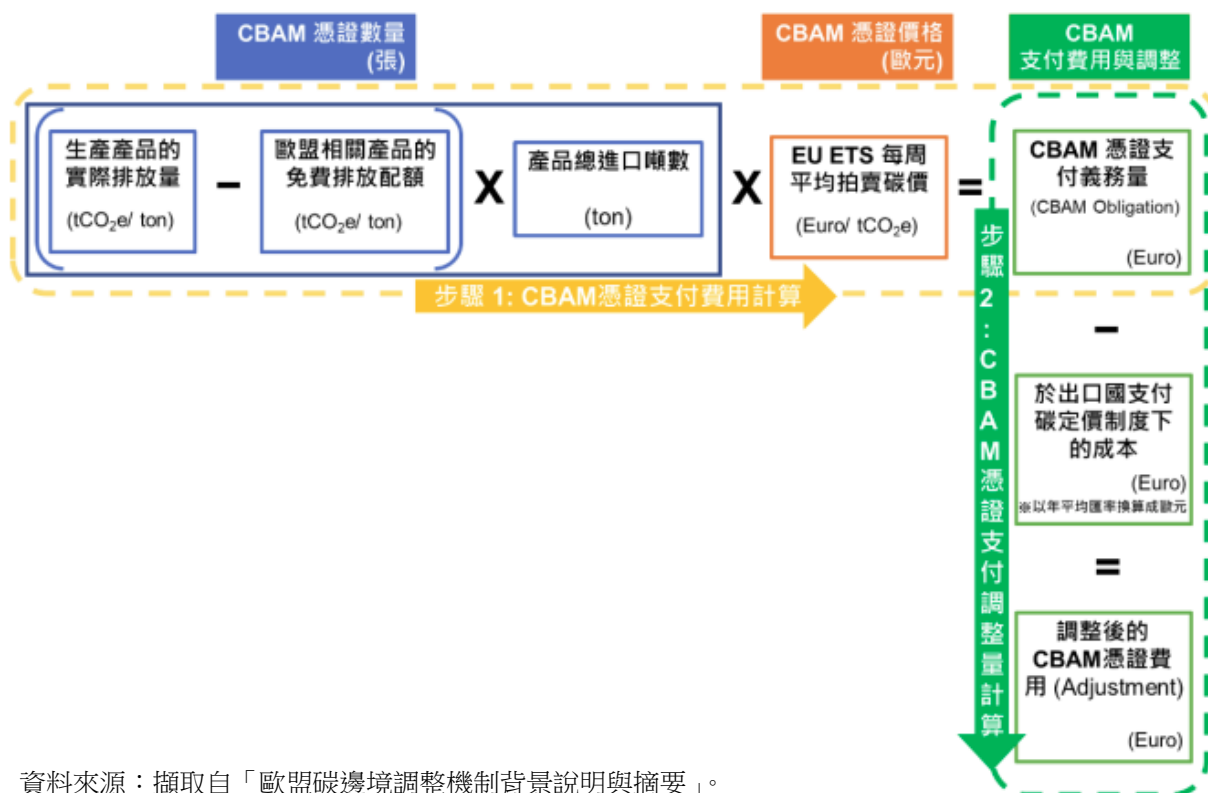 CBAM 憑證數量
(張)
CBAM 憑證價格
(歐元)
CBAM
支付費用與調整
生產產品的
實際排放量
(tCO₂e/ ton)
–
歐盟相關產品的
免費排放配額
(tCO₂e/ ton)
X
產品總進口噸數
(ton)
X
EU ETS 每周
平均拍賣碳價
(Euro/ tCO₂e)
=
CBAM 憑證支
付義務量
(CBAM Obligation)
(Euro)
步驟 1: CBAM憑證支付費用計算
步驟2:CBAM憑證支付調整量計算
–
於出口國支付
碳定價制度下
的成本
(Euro)
※以年平均匯率換算成歐元
=
調整後的
CBAM憑證費
用 (Adjustment)
(Euro)
資料來源：擷取自「歐盟碳邊境調整機制背景說明與摘要」。